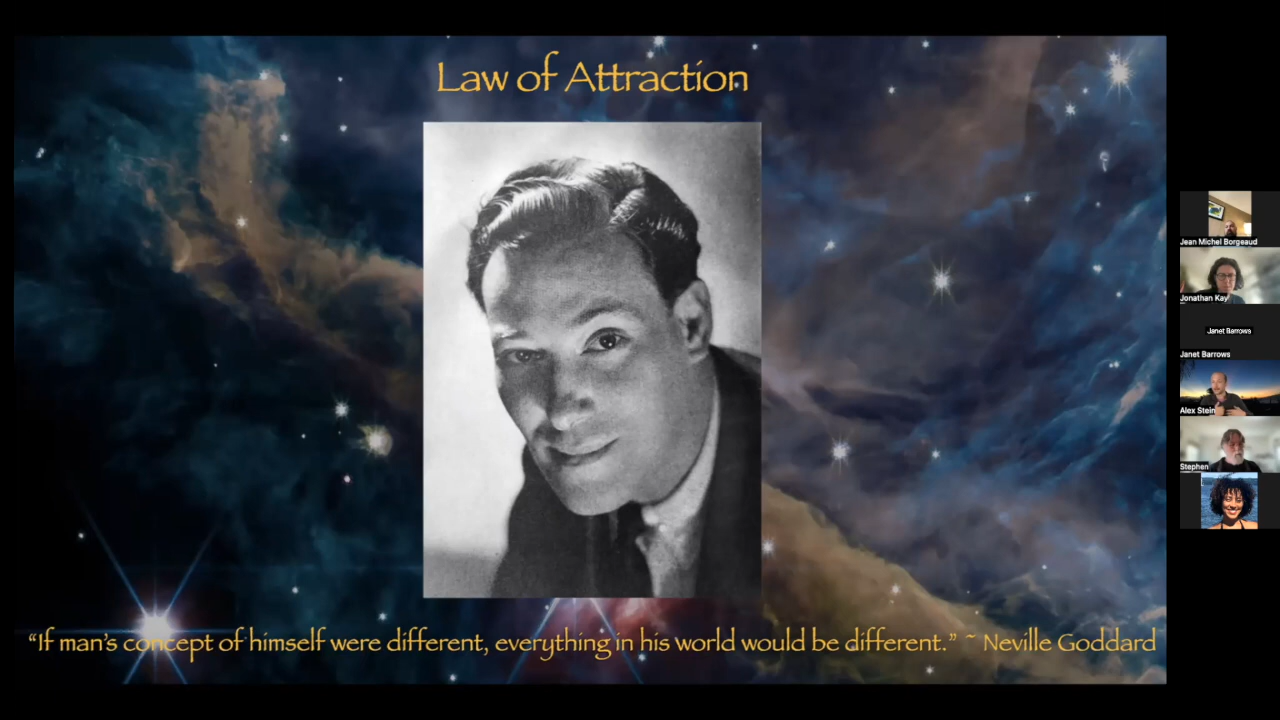 Law of Attraction
"If man's concept of himself were different, everything in his world would be different." ~ Neville Goddard
Jean Michel Borgeaud
Jonathan Kay
Janet Barrows
Janet Barrows
Alex Stein
Stephen